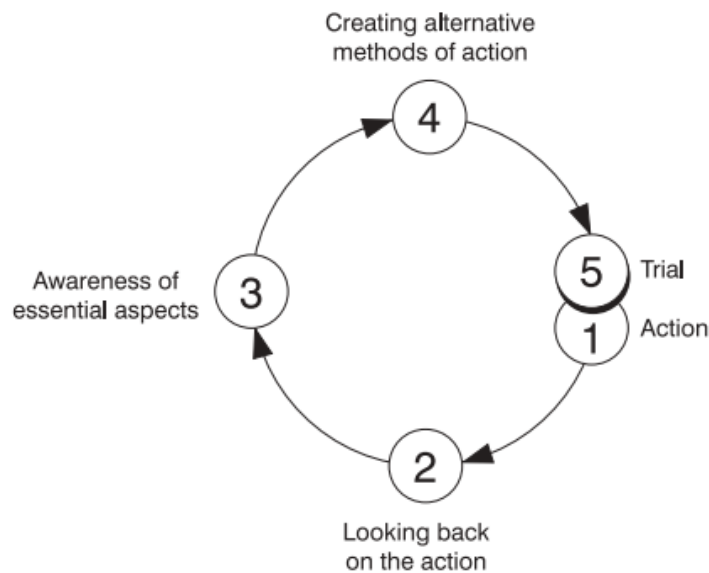 Creating alternative
methods of action
4
5
Trial
Awareness of
essential aspects
3
1
Action
2
Looking back
on the action